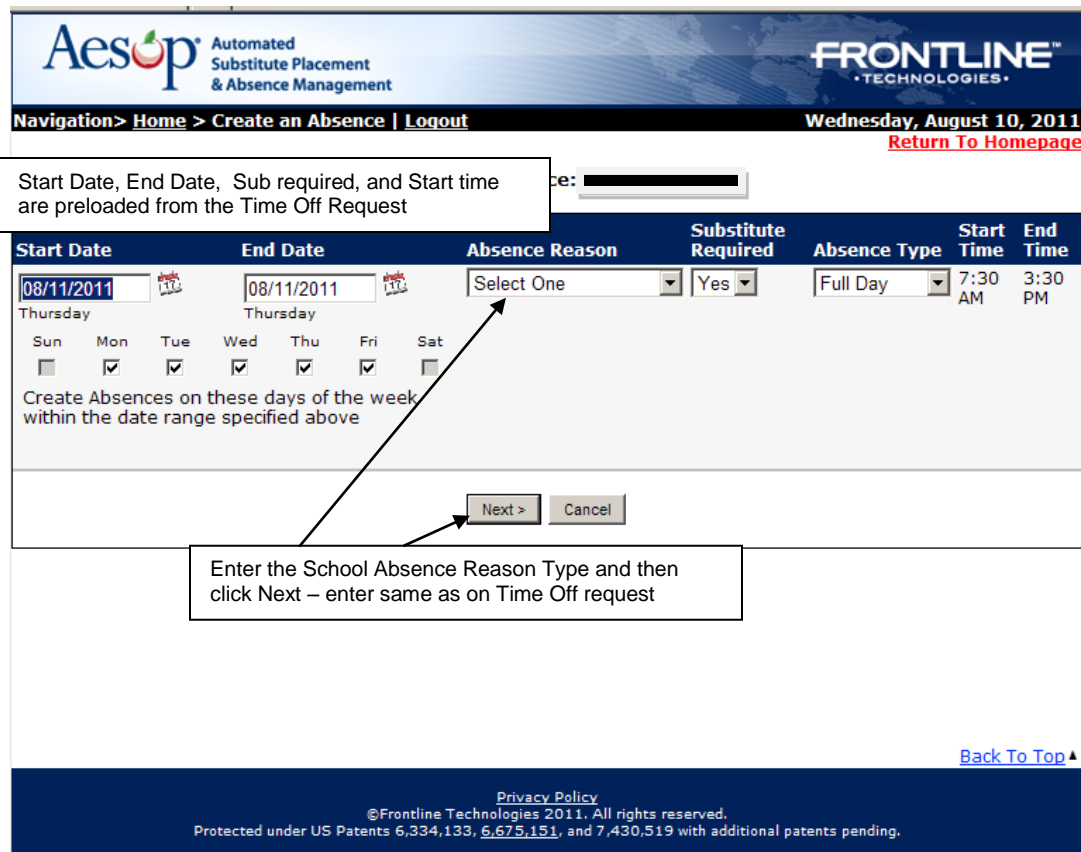 Aesop Automated
Substitute Placement
& Absence Management
FRONTLINE™
•TECHNOLOGIES•
Navigation> Home > Create an Absence | Logout Wednesday, August 10, 2011
Return To Homepage
Start Date, End Date, Sub required, and Start time
are preloaded from the Time Off Request
Start Date End Date Absence Reason Substitute Required Absence Type Start Time End Time
08/11/2011 08/11/2011 Select One Yes Full Day 7:30 AM 3:30 PM
Thursday Thursday
Sun Mon Tue Wed Thu Fri Sat
Create Absences on these days of the week
within the date range specified above
Next > Cancel
Enter the School Absence Reason Type and then
click Next – enter same as on Time Off request
Back To Top
Privacy Policy
©Frontline Technologies 2011. All rights reserved.
Protected under US Patents 6,334,133, 6,675,151, and 7,430,519 with additional patents pending.